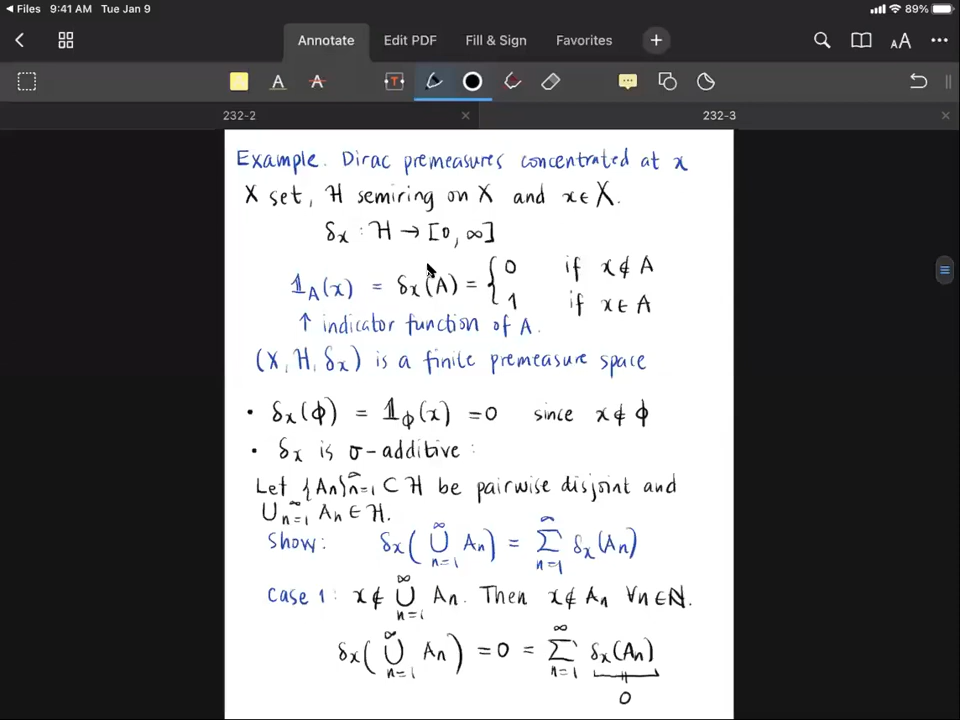 Files 9:41 AM Tue Jan 9 89%
Annotate Edit PDF Fill & Sign Favorites
232-2 232-3
Example. Dirac premeasures concentrated at x
X set, H semiring on X and x∈X.
δx : H → [0, ∞]
𝟙A(x) = δx(A) = { 0 if x∉A
1 if x∈A
↑ indicator function of A.
(X, H, δx) is a finite premeasure space
• δx(ϕ) = 𝟙ϕ(x) = 0 since x∉ϕ
• δx is σ-additive :
Let {An}∞n=1 ⊂ H be pairwise disjoint and
∪∞n=1 An ∈ H.
Show: δx( ∞∪n=1 An) = ∞Σn=1 δx(An)
Case 1: x∉ ∞∪n=1 An. Then x∉An ∀n∈ℕ.
δx( ∞∪n=1 An) = 0 = ∞Σn=1 δx(An)
0